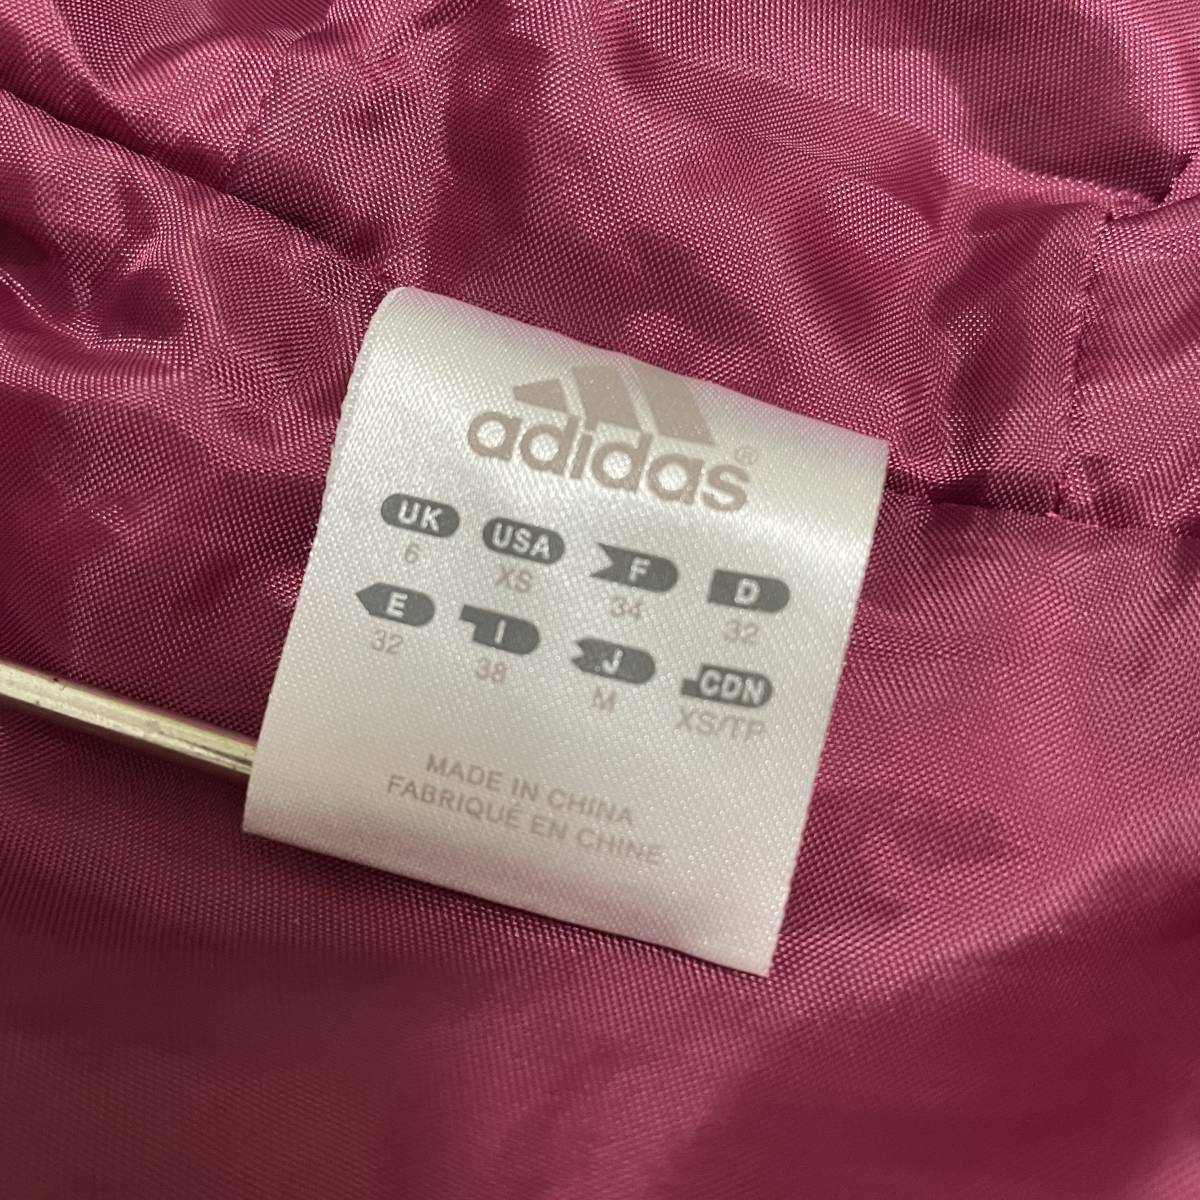 adidas®
UK USA F D
6 XS 34 32
E I J CDN
32 38 M XS/TP
MADE IN CHINA
FABRIQUÉ EN CHINE